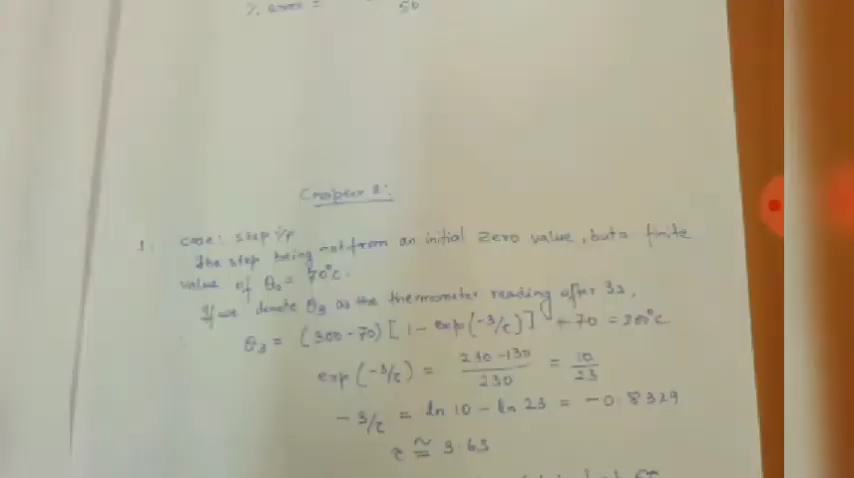 % error =
50
Chapter 2:
1. Case: Step i/p
The step being not from an initial zero value, but a finite
value of θ₀ = 70°C.
If we denote θ₃ as the thermometer reading after 3s,
θ₃ = (300-70) [1 - exp(-3/τ)] + 70 = 200°C
exp(-3/τ) = (230-130)/230 = 10/23
-3/τ = ln 10 - ln 23 = -0.8329
τ ≅ 3.63